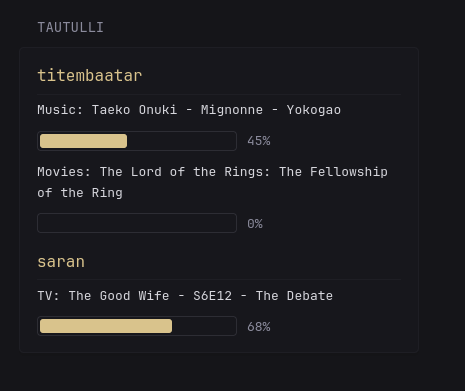 TAUTULLI
titembaatar
Music: Taeko Onuki - Mignonne - Yokogao
45%
Movies: The Lord of the Rings: The Fellowship
of the Ring
0%
saran
TV: The Good Wife - S6E12 - The Debate
68%